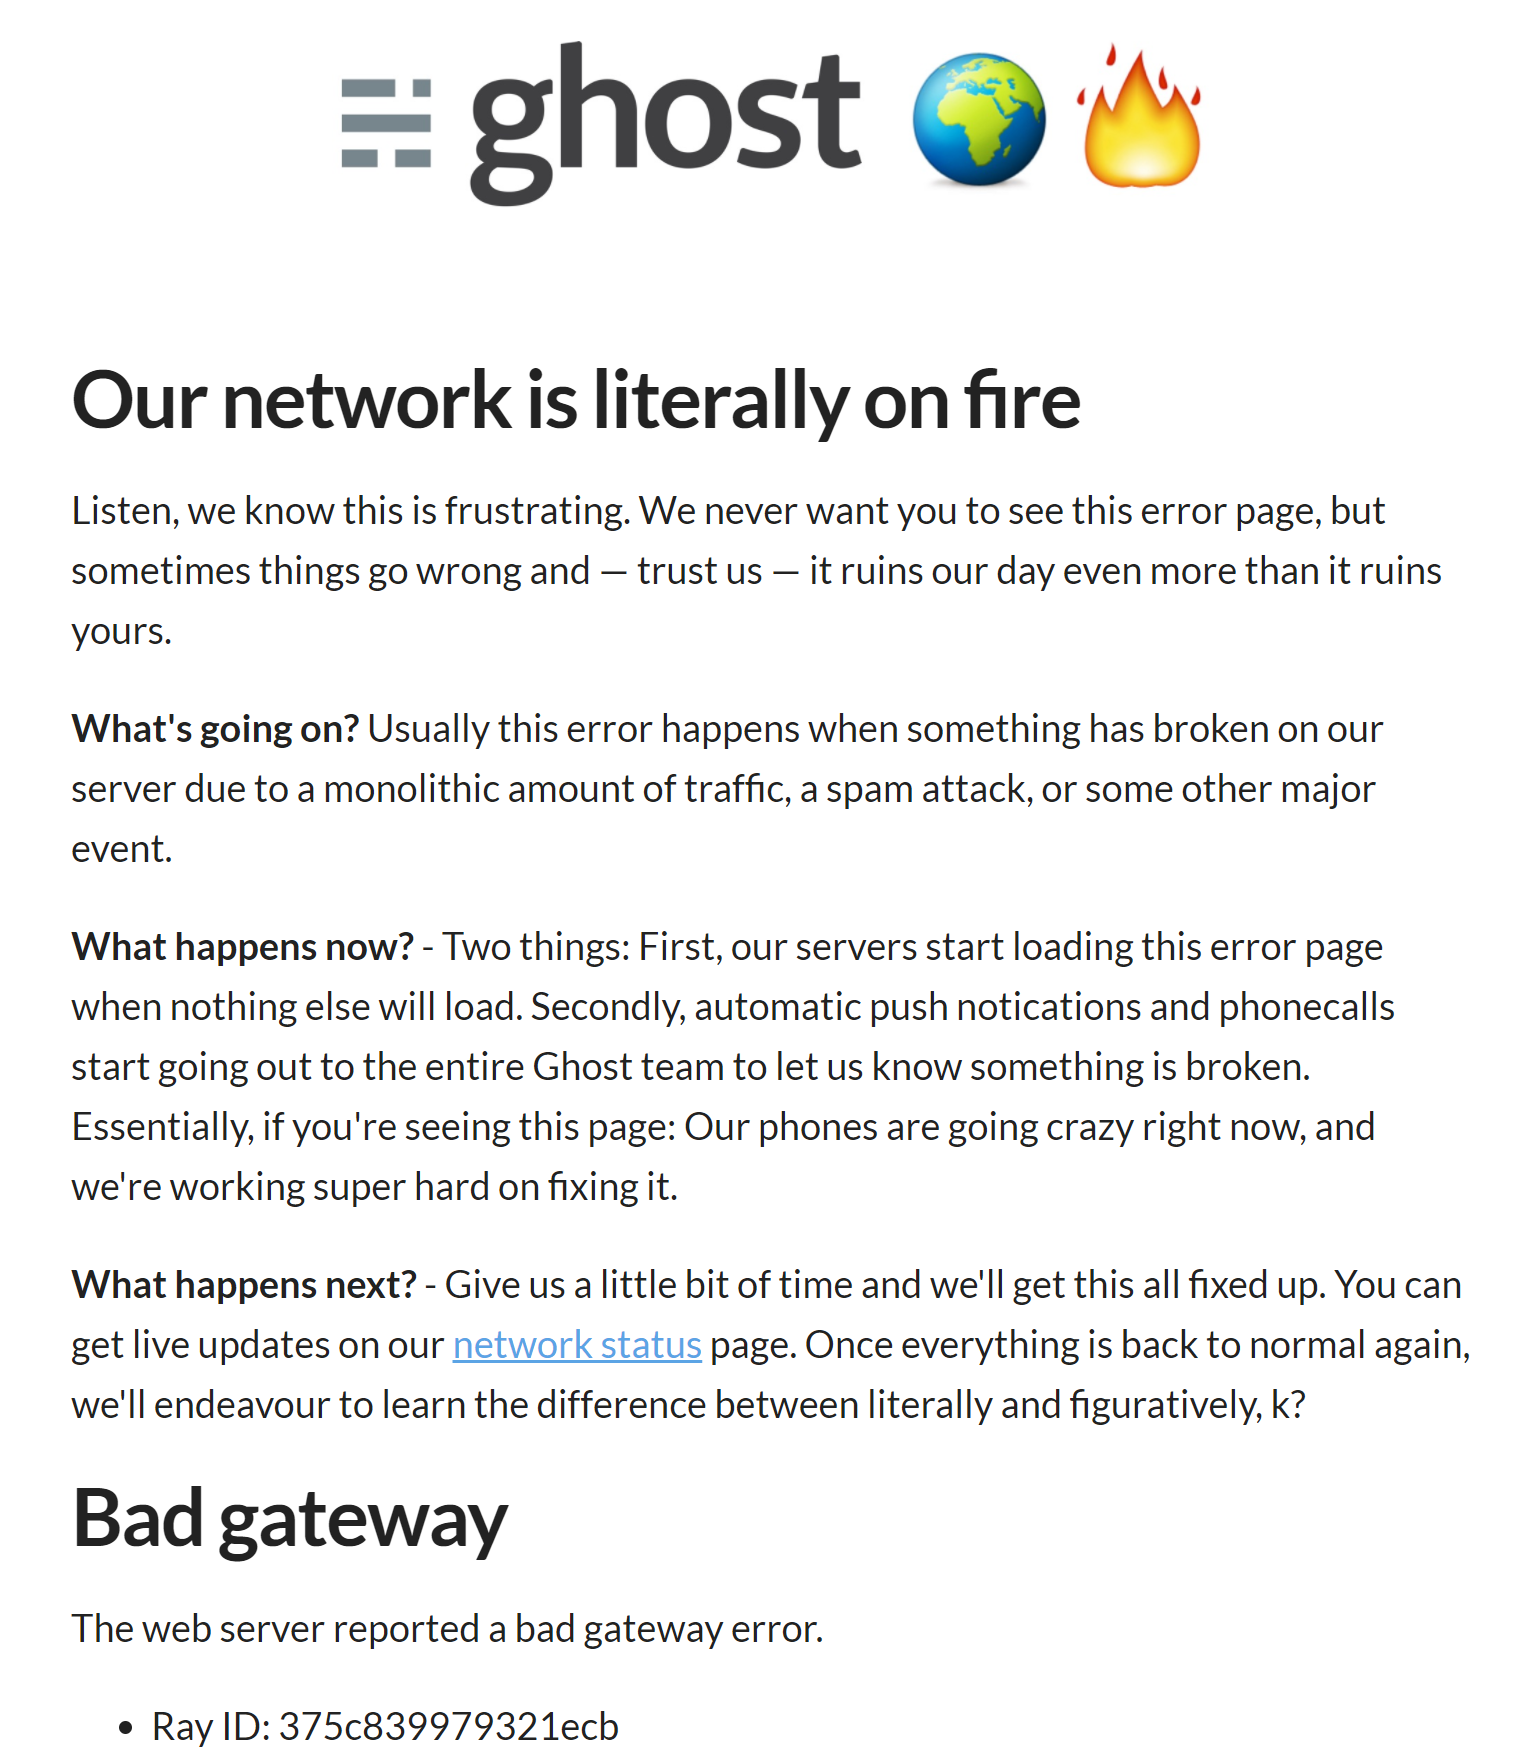 ghost
Our network is literally on fire
Listen, we know this is frustrating. We never want you to see this error page, but
sometimes things go wrong and — trust us — it ruins our day even more than it ruins
yours.
What's going on? Usually this error happens when something has broken on our
server due to a monolithic amount of traffic, a spam attack, or some other major
event.
What happens now? - Two things: First, our servers start loading this error page
when nothing else will load. Secondly, automatic push notications and phonecalls
start going out to the entire Ghost team to let us know something is broken.
Essentially, if you're seeing this page: Our phones are going crazy right now, and
we're working super hard on fixing it.
What happens next? - Give us a little bit of time and we'll get this all fixed up. You can
get live updates on our network status page. Once everything is back to normal again,
we'll endeavour to learn the difference between literally and figuratively, k?
Bad gateway
The web server reported a bad gateway error.
• Ray ID: 375c839979321ecb